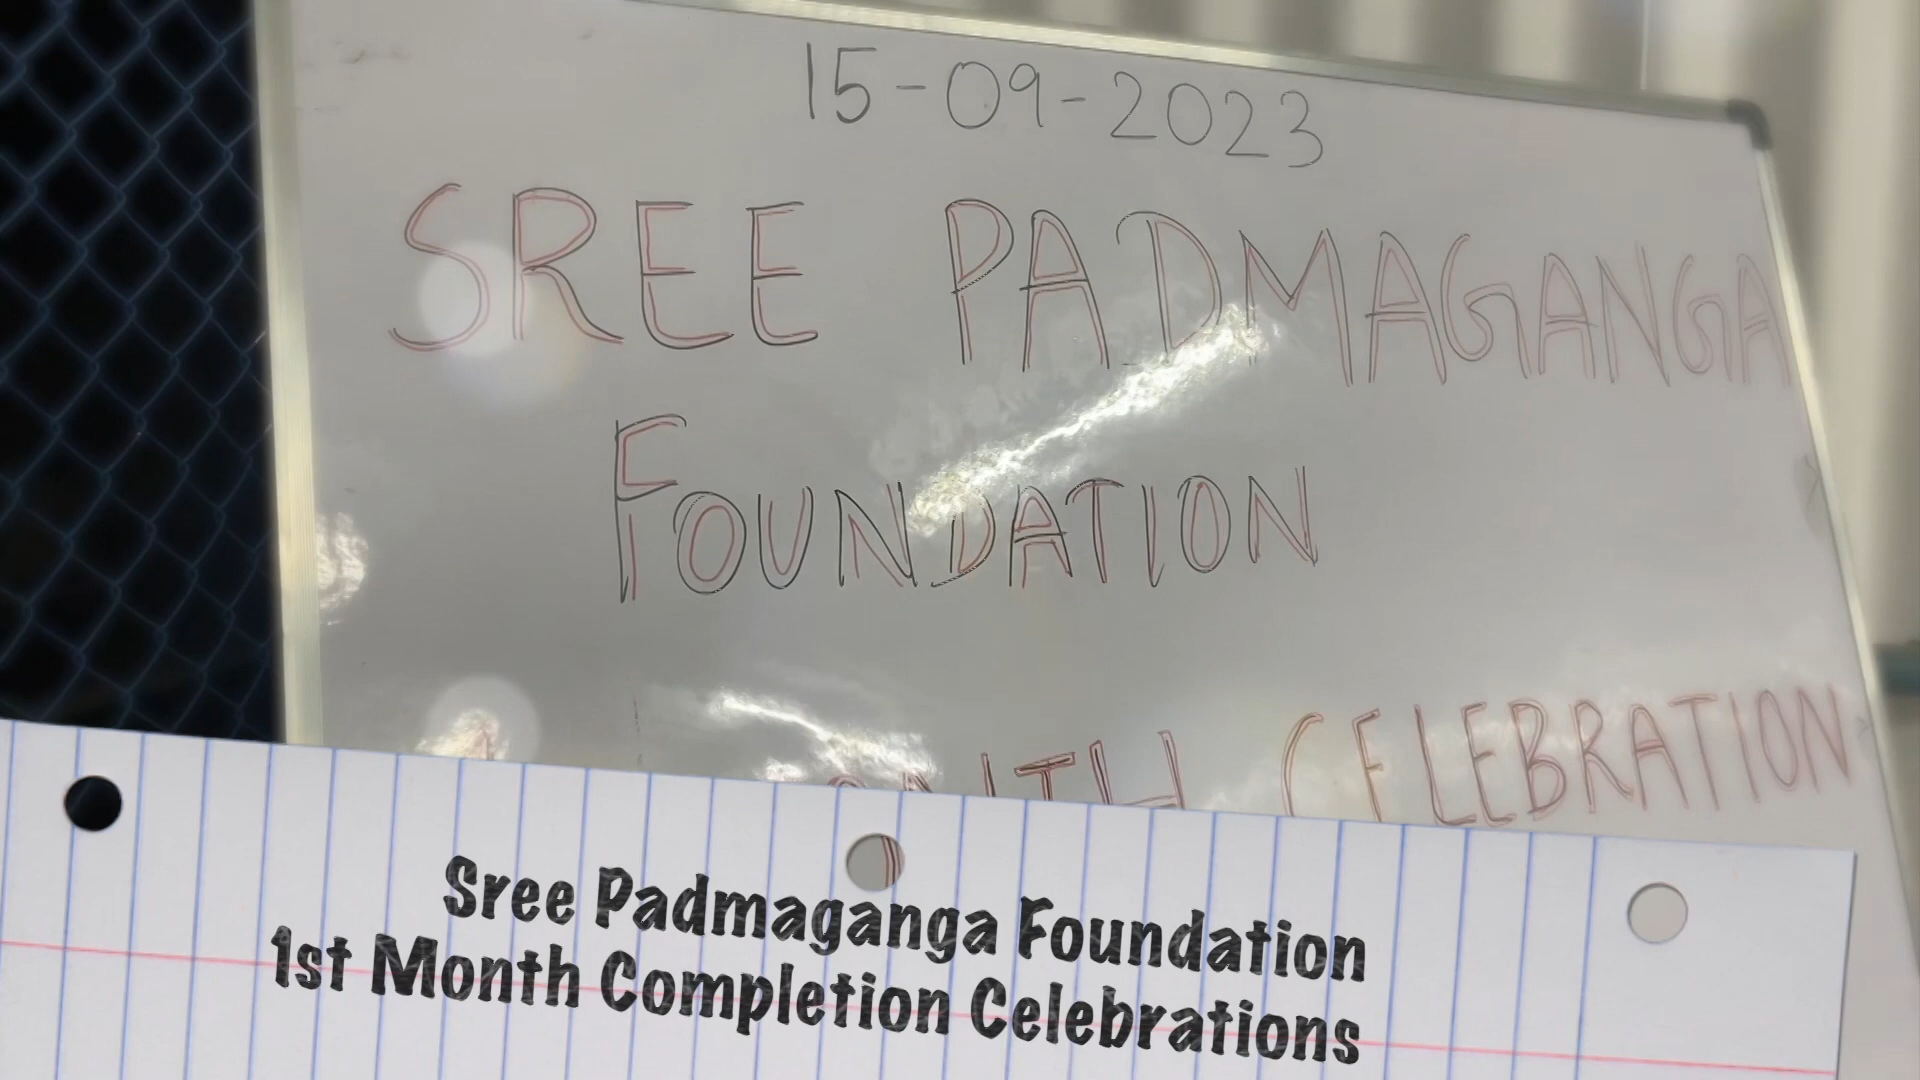 15-09-2023
SREE PADMAGANGA
FOUNDATION
CELEBRATION
Sree Padmaganga Foundation
1st Month Completion Celebrations